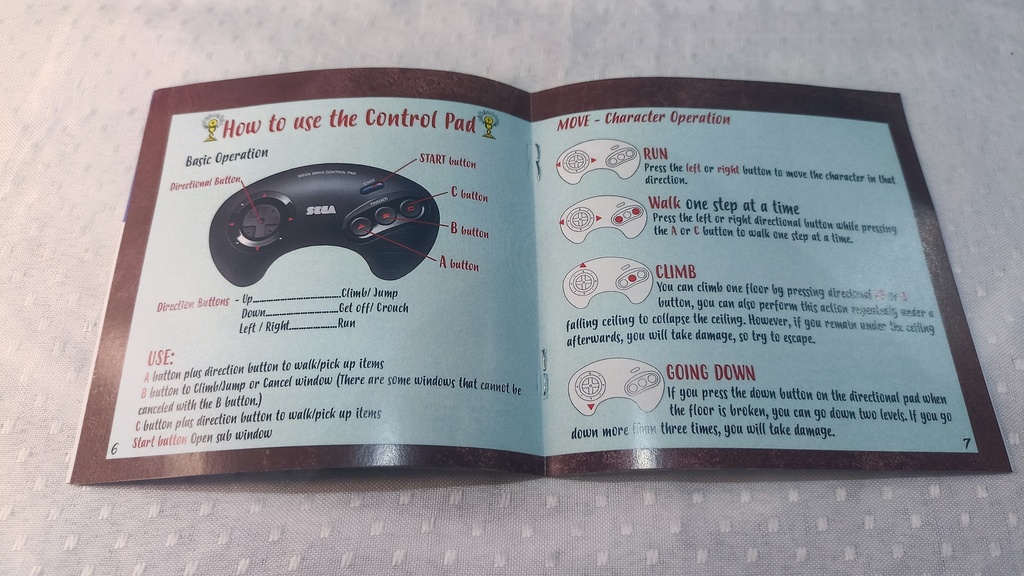 How to use the Control Pad
Basic Operation
Directional Button
START button
C button
B button
A button
SEGA
Direction Buttons - Up.......................Climb/ Jump
Down.......................Get off/ Crouch
Left / Right.............Run
USE:
A button plus direction button to walk/pick up items
B button to Climb/Jump or Cancel window (There are some windows that cannot be
canceled with the B button.)
C button plus direction button to walk/pick up items
Start button Open sub window
6
MOVE - Character Operation
RUN
Press the left or right button to move the character in that
direction.
Walk one step at a time
Press the left or right directional button while pressing
the A or C button to walk one step at a time.
CLIMB
You can climb one floor by pressing directional or
button, you can also perform this action repeatedly under a
falling ceiling to collapse the ceiling. However, if you remain under the ceiling
afterwards, you will take damage, so try to escape.
GOING DOWN
If you press the down button on the directional pad when
the floor is broken, you can go down two levels. If you go
down more than three times, you will take damage.
7